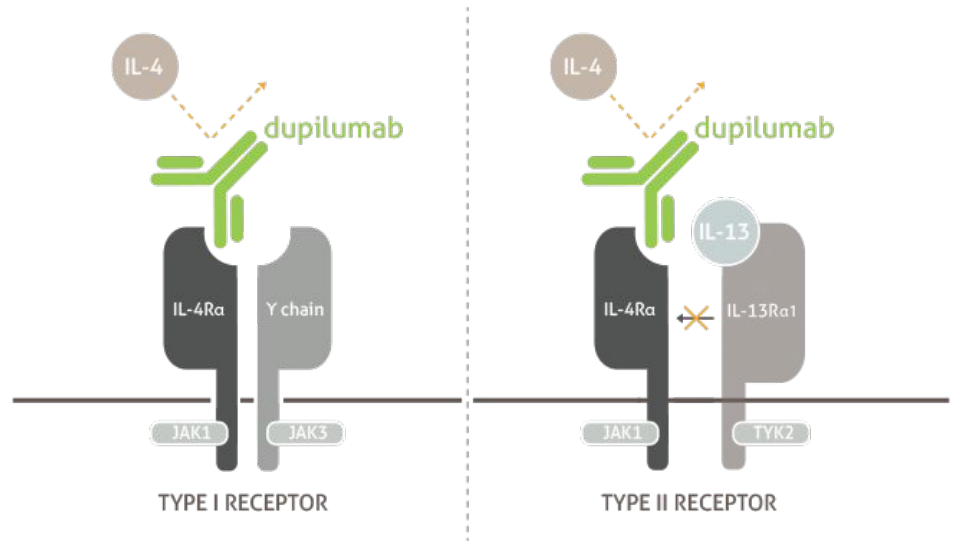 IL-4
dupilumab
IL-4Rα
Y chain
JAK1
JAK3
TYPE I RECEPTOR
IL-4
dupilumab
IL-13
IL-4Rα
IL-13Rα1
JAK1
TYK2
TYPE II RECEPTOR